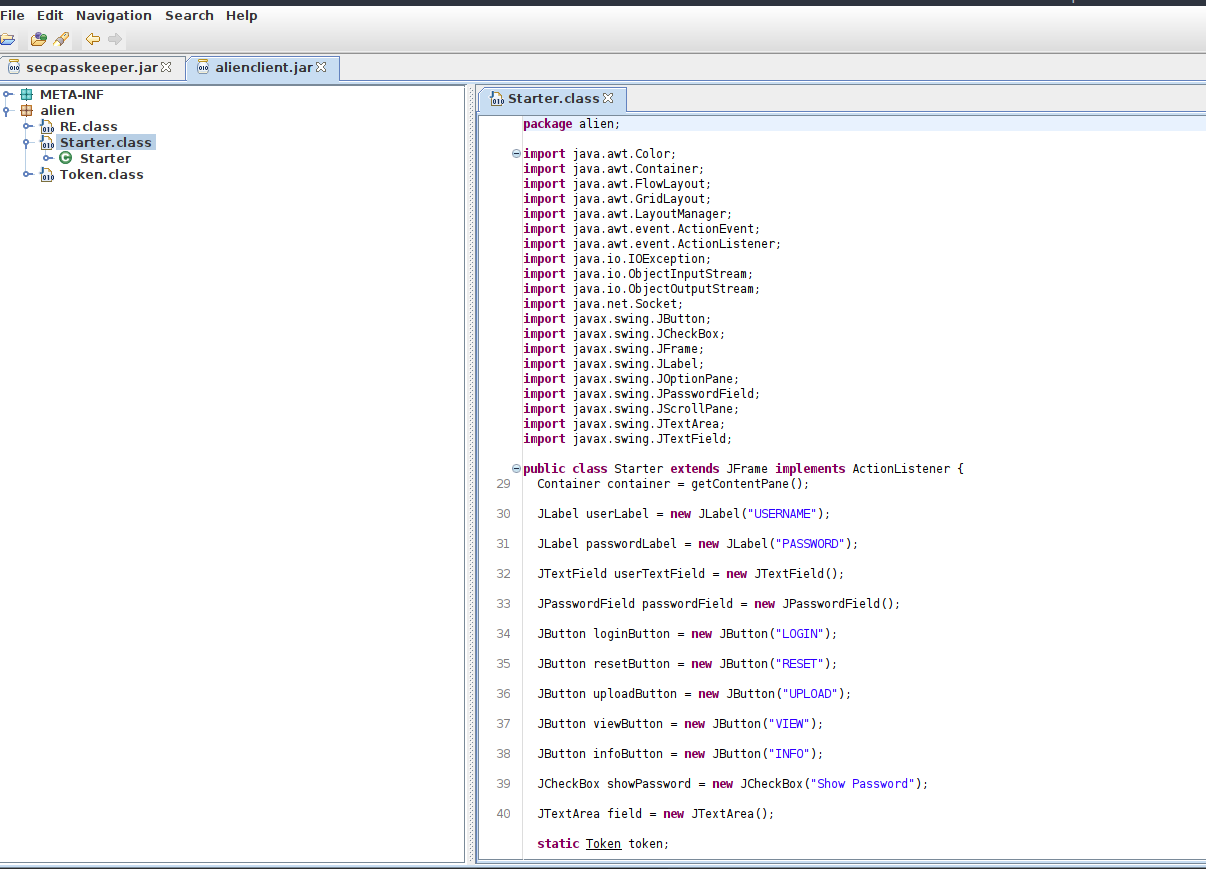 File Edit Navigation Search Help
secpasskeeper.jar alienclient.jar
META-INF
alien
RE.class
Starter.class
Starter
Token.class
Starter.class
package alien;
import java.awt.Color;
import java.awt.Container;
import java.awt.FlowLayout;
import java.awt.GridLayout;
import java.awt.LayoutManager;
import java.awt.event.ActionEvent;
import java.awt.event.ActionListener;
import java.io.IOException;
import java.io.ObjectInputStream;
import java.io.ObjectOutputStream;
import java.net.Socket;
import javax.swing.JButton;
import javax.swing.JCheckBox;
import javax.swing.JFrame;
import javax.swing.JLabel;
import javax.swing.JOptionPane;
import javax.swing.JPasswordField;
import javax.swing.JScrollPane;
import javax.swing.JTextArea;
import javax.swing.JTextField;
public class Starter extends JFrame implements ActionListener {
29 Container container = getContentPane();
30 JLabel userLabel = new JLabel("USERNAME");
31 JLabel passwordLabel = new JLabel("PASSWORD");
32 JTextField userTextField = new JTextField();
33 JPasswordField passwordField = new JPasswordField();
34 JButton loginButton = new JButton("LOGIN");
35 JButton resetButton = new JButton("RESET");
36 JButton uploadButton = new JButton("UPLOAD");
37 JButton viewButton = new JButton("VIEW");
38 JButton infoButton = new JButton("INFO");
39 JCheckBox showPassword = new JCheckBox("Show Password");
40 JTextArea field = new JTextArea();
static Token token;